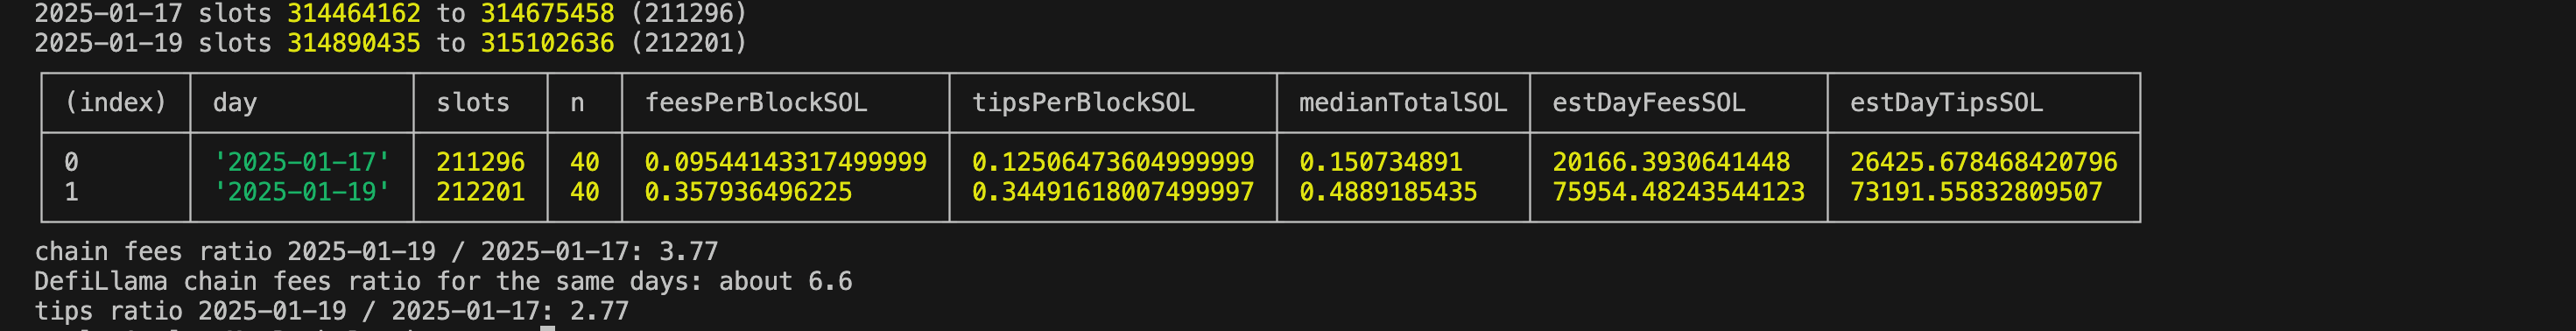 2025-01-17 slots 314464162 to 314675458 (211296)
2025-01-19 slots 314890435 to 315102636 (212201)
(index) day slots n feesPerBlockSOL tipsPerBlockSOL medianTotalSOL estDayFeesSOL estDayTipsSOL
0 '2025-01-17' 211296 40 0.09544143317499999 0.12506473604999999 0.150734891 20166.3930641448 26425.678468420796
1 '2025-01-19' 212201 40 0.357936496225 0.34491618007499997 0.4889185435 75954.48243544123 73191.55832809507
chain fees ratio 2025-01-19 / 2025-01-17: 3.77
DefiLlama chain fees ratio for the same days: about 6.6
tips ratio 2025-01-19 / 2025-01-17: 2.77